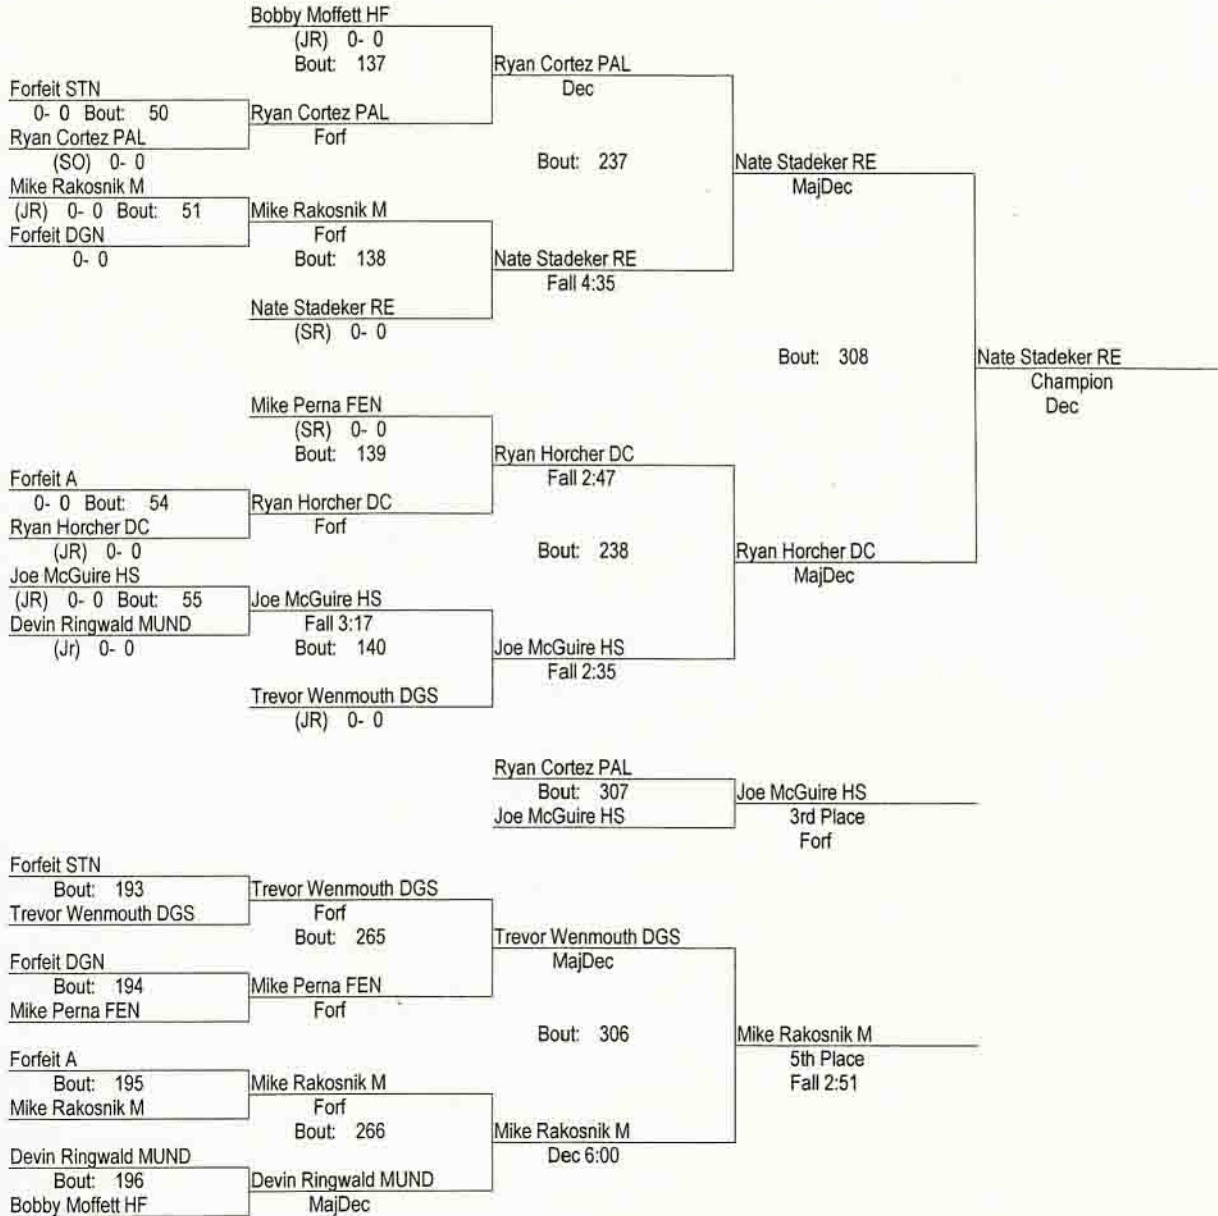 Bobby Moffett HF
(JR) 0- 0
Bout: 137
Ryan Cortez PAL
Dec
Forfeit STN
0- 0 Bout: 50
Ryan Cortez PAL
Forf
Ryan Cortez PAL
(SO) 0- 0
Bout: 237
Nate Stadeker RE
MajDec
Mike Rakosnik M
(JR) 0- 0 Bout: 51
Mike Rakosnik M
Forf
Forfeit DGN
0- 0
Bout: 138
Nate Stadeker RE
Fall 4:35
Nate Stadeker RE
(SR) 0- 0
Bout: 308
Nate Stadeker RE
Champion
Dec
Mike Perna FEN
(SR) 0- 0
Bout: 139
Ryan Horcher DC
Fall 2:47
Forfeit A
0- 0 Bout: 54
Ryan Horcher DC
Forf
Ryan Horcher DC
(JR) 0- 0
Bout: 238
Ryan Horcher DC
MajDec
Joe McGuire HS
(JR) 0- 0 Bout: 55
Joe McGuire HS
Fall 3:17
Devin Ringwald MUND
(Jr) 0- 0
Bout: 140
Joe McGuire HS
Fall 2:35
Trevor Wenmouth DGS
(JR) 0- 0
Ryan Cortez PAL
Bout: 307
Joe McGuire HS
Joe McGuire HS
3rd Place
Forf
Forfeit STN
Bout: 193
Trevor Wenmouth DGS
Trevor Wenmouth DGS
Forf
Bout: 265
Trevor Wenmouth DGS
MajDec
Forfeit DGN
Bout: 194
Mike Perna FEN
Mike Perna FEN
Forf
Bout: 306
Mike Rakosnik M
5th Place
Fall 2:51
Forfeit A
Bout: 195
Mike Rakosnik M
Mike Rakosnik M
Forf
Bout: 266
Mike Rakosnik M
Dec 6:00
Devin Ringwald MUND
Bout: 196
Bobby Moffett HF
Devin Ringwald MUND
MajDec